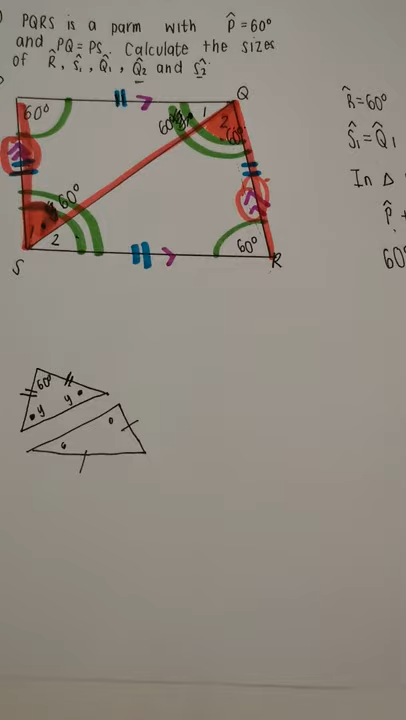 PQRS is a parm with P̂ = 60°
and PQ = PS. Calculate the sizes
of R̂, Ŝ₁, Q̂₁, Q̂₂ and Ŝ₂
60° 1 Q
60° 2
60°
R̂ = 60°
Ŝ₁ = Q̂₁
In Δ
P̂ +
60°
60°
1
2
60°
S R
60°
y y